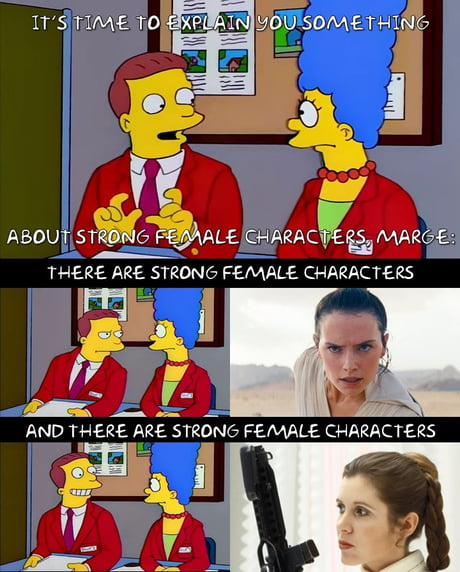 IT'S TIME TO EXPLAIN YOU SOMETHING
ABOUT STRONG FEMALE CHARACTERS, MARGE:
THERE ARE STRONG FEMALE CHARACTERS
AND THERE ARE STRONG FEMALE CHARACTERS